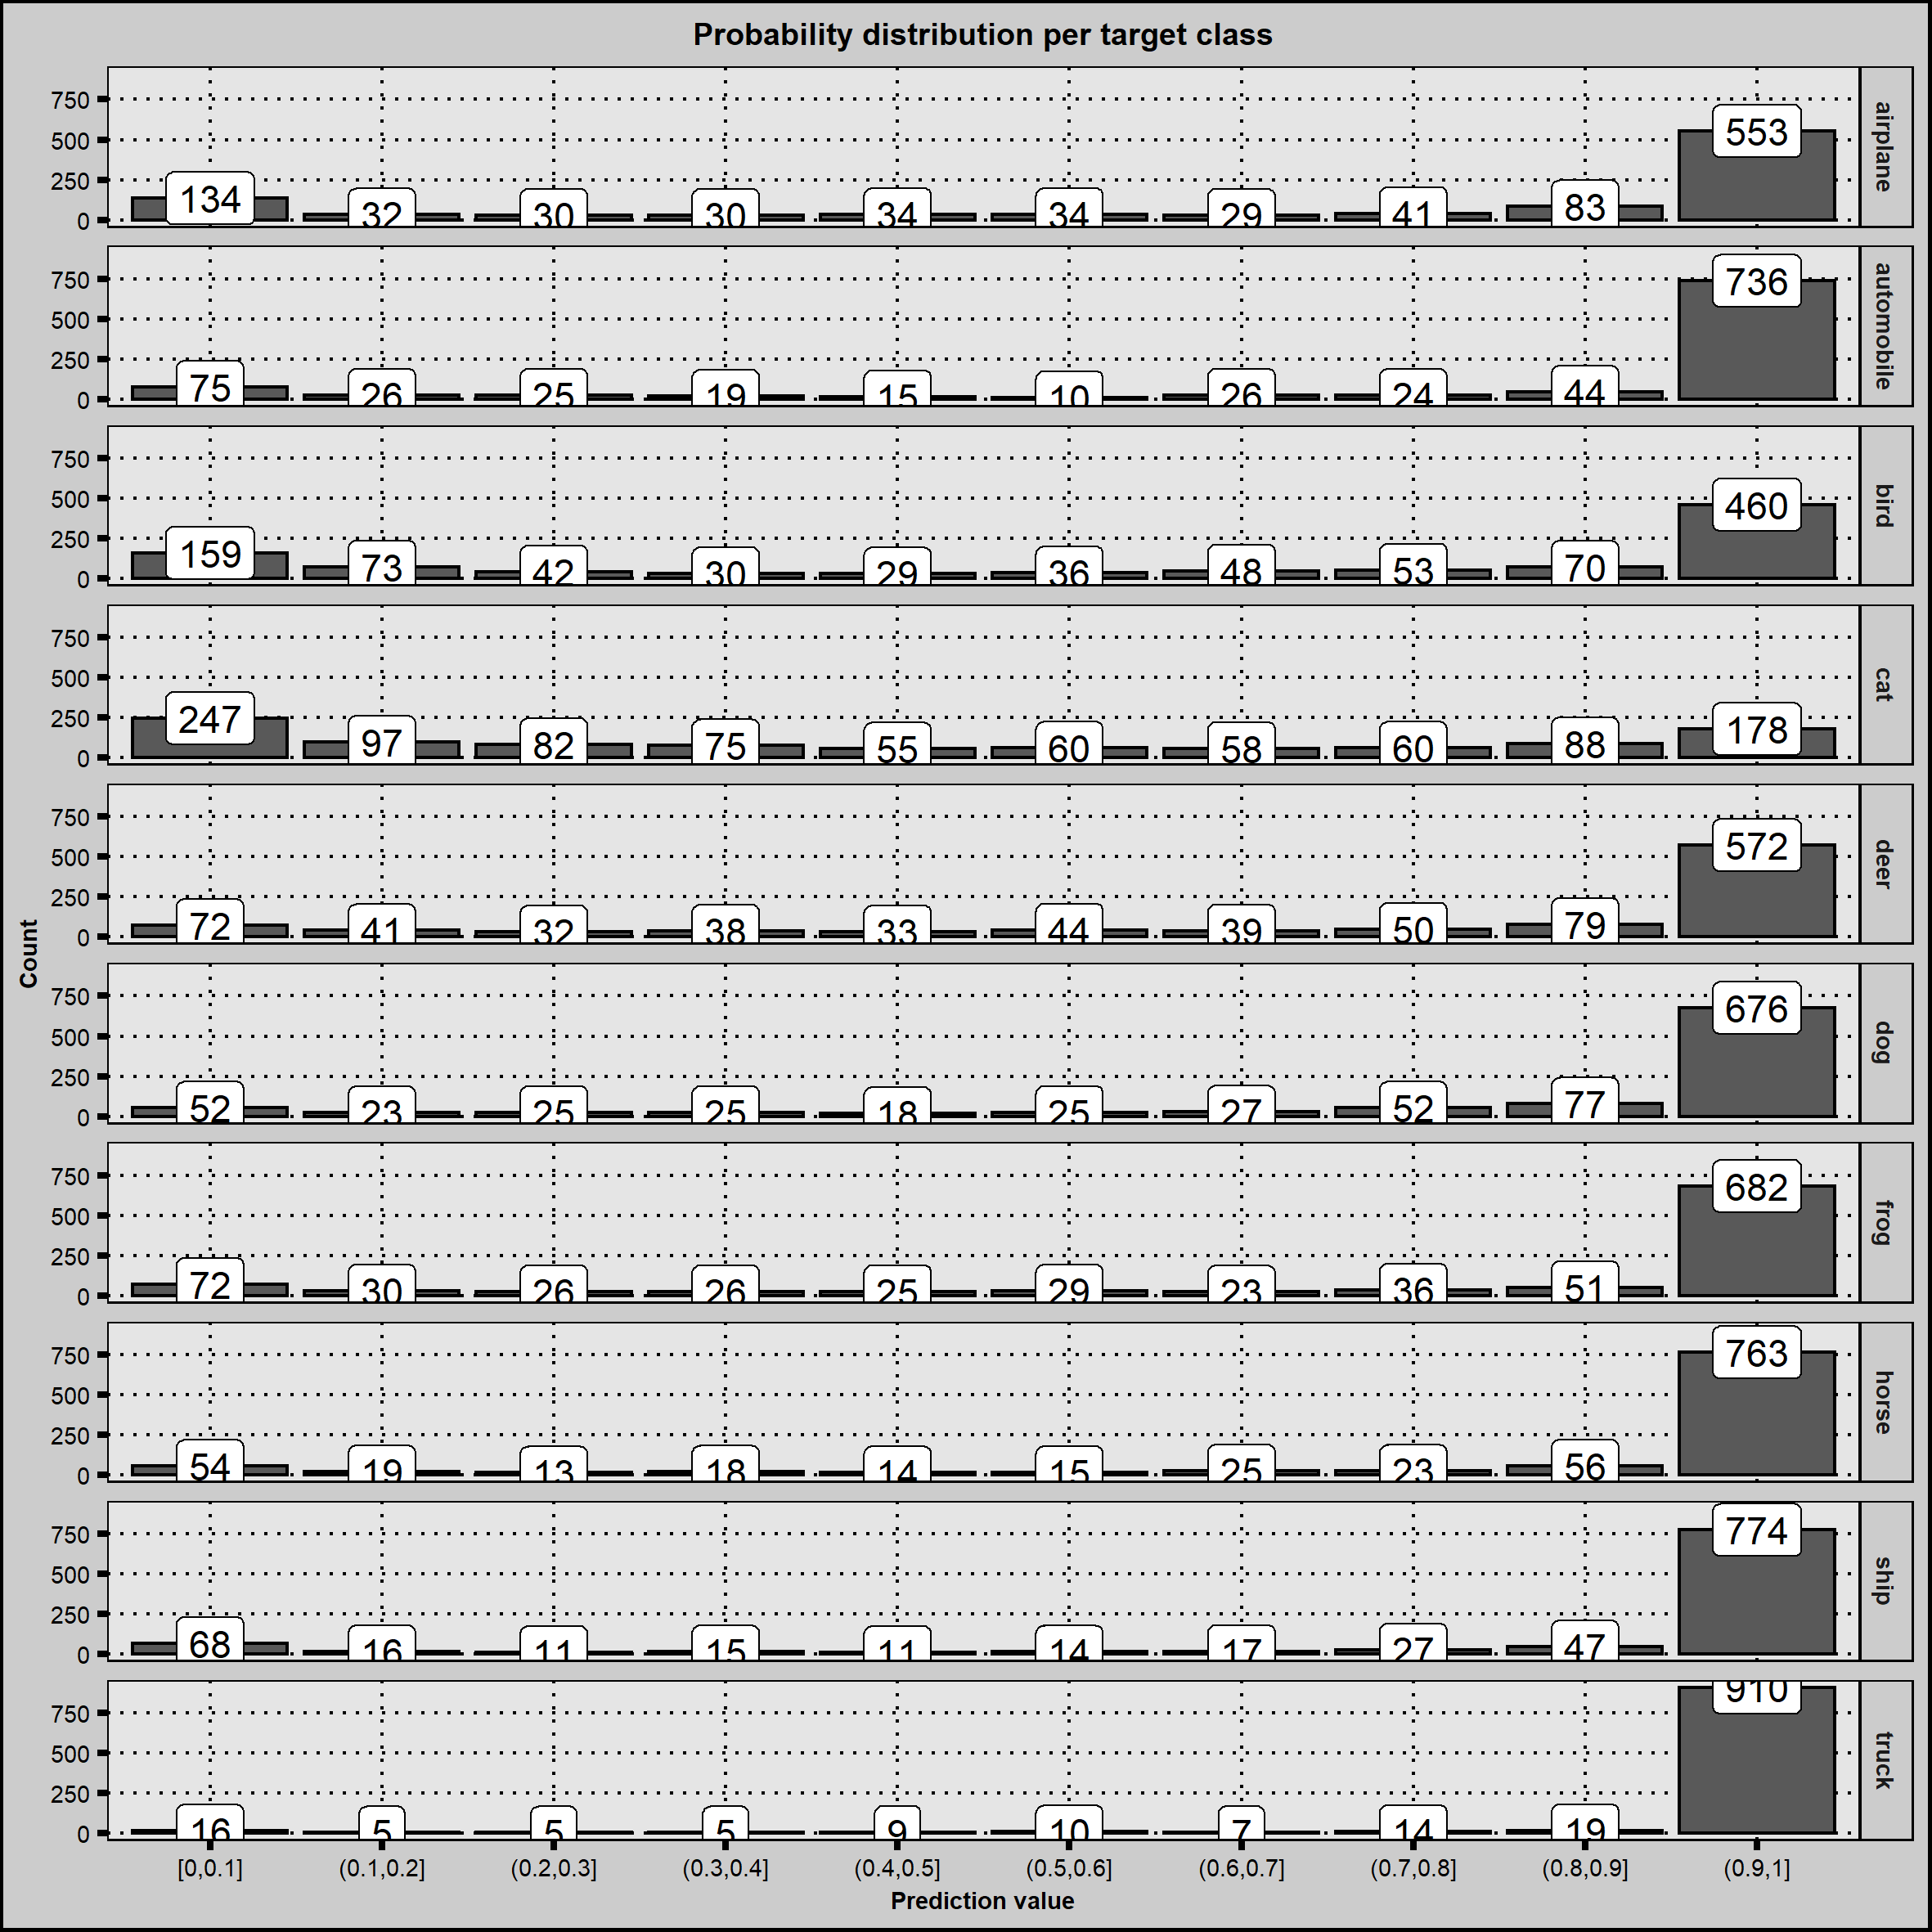 Probability distribution per target class
750
500
250
0
134 32 30 30 34 34 29 41 83 553
airplane
750
500
250
0
75 26 25 19 15 10 26 24 44 736
automobile
750
500
250
0
159 73 42 30 29 36 48 53 70 460
bird
750
500
250
0
247 97 82 75 55 60 58 60 88 178
cat
750
500
250
0
72 41 32 38 33 44 39 50 79 572
deer
Count
750
500
250
0
52 23 25 25 18 25 27 52 77 676
dog
750
500
250
0
72 30 26 26 25 29 23 36 51 682
frog
750
500
250
0
54 19 13 18 14 15 25 23 56 763
horse
750
500
250
0
68 16 11 15 11 14 17 27 47 774
ship
750
500
250
0
16 5 5 5 9 10 7 14 19 910
truck
[0,0.1] (0.1,0.2] (0.2,0.3] (0.3,0.4] (0.4,0.5] (0.5,0.6] (0.6,0.7] (0.7,0.8] (0.8,0.9] (0.9,1]
Prediction value